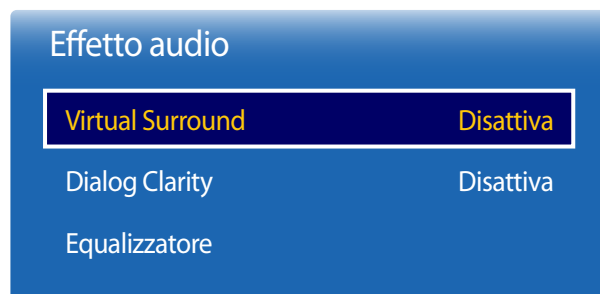 Effetto audio
Virtual Surround Disattiva
Dialog Clarity Disattiva
Equalizzatore